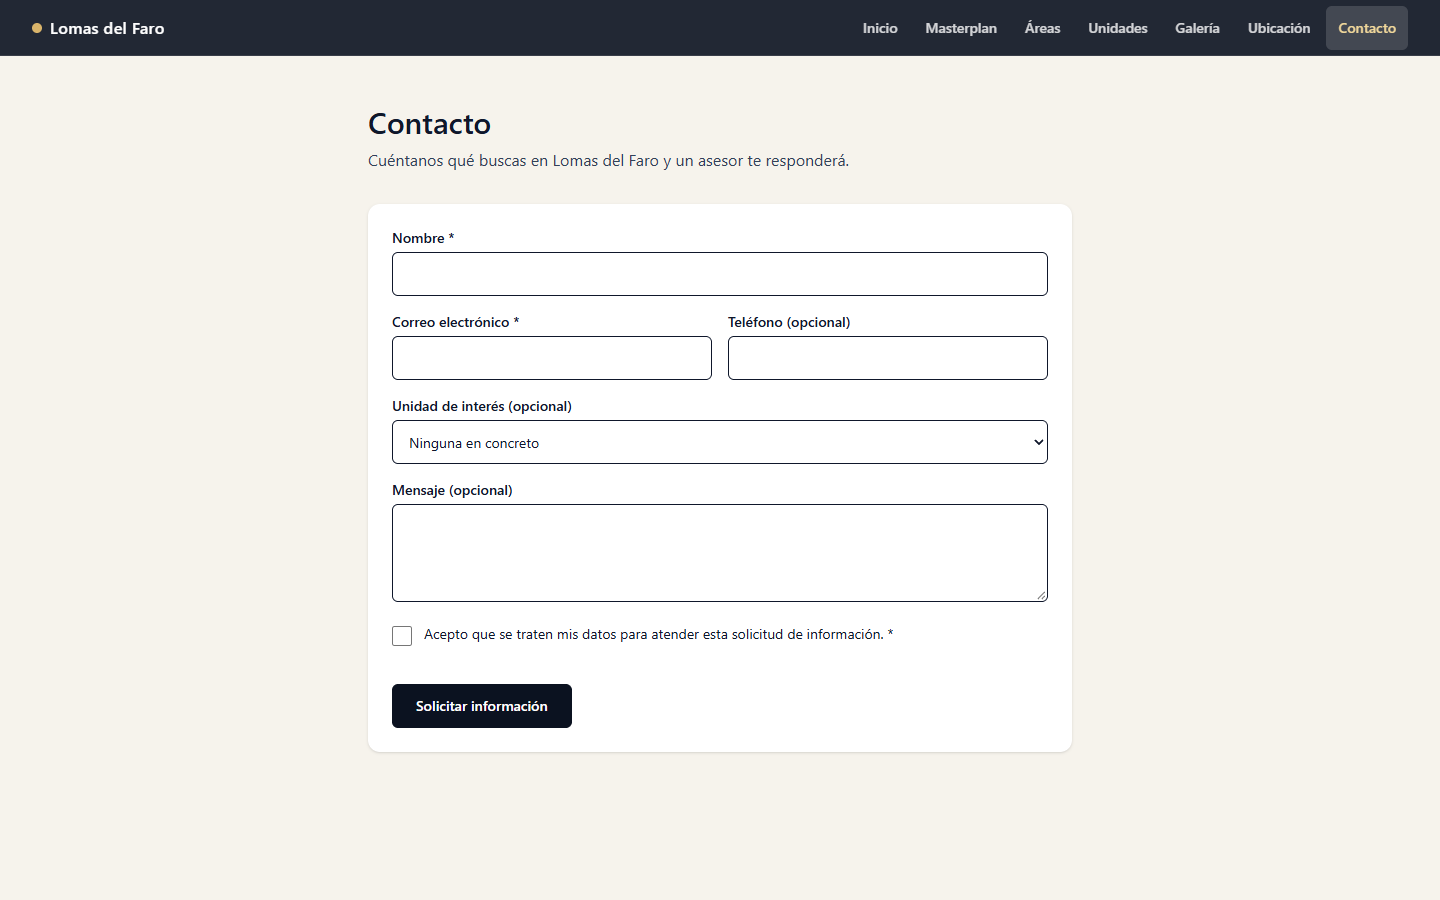 Lomas del Faro
Inicio Masterplan Áreas Unidades Galería Ubicación Contacto
Contacto
Cuéntanos qué buscas en Lomas del Faro y un asesor te responderá.
Nombre *
Correo electrónico * Teléfono (opcional)
Unidad de interés (opcional)
Ninguna en concreto
Mensaje (opcional)
Acepto que se traten mis datos para atender esta solicitud de información. *
Solicitar información